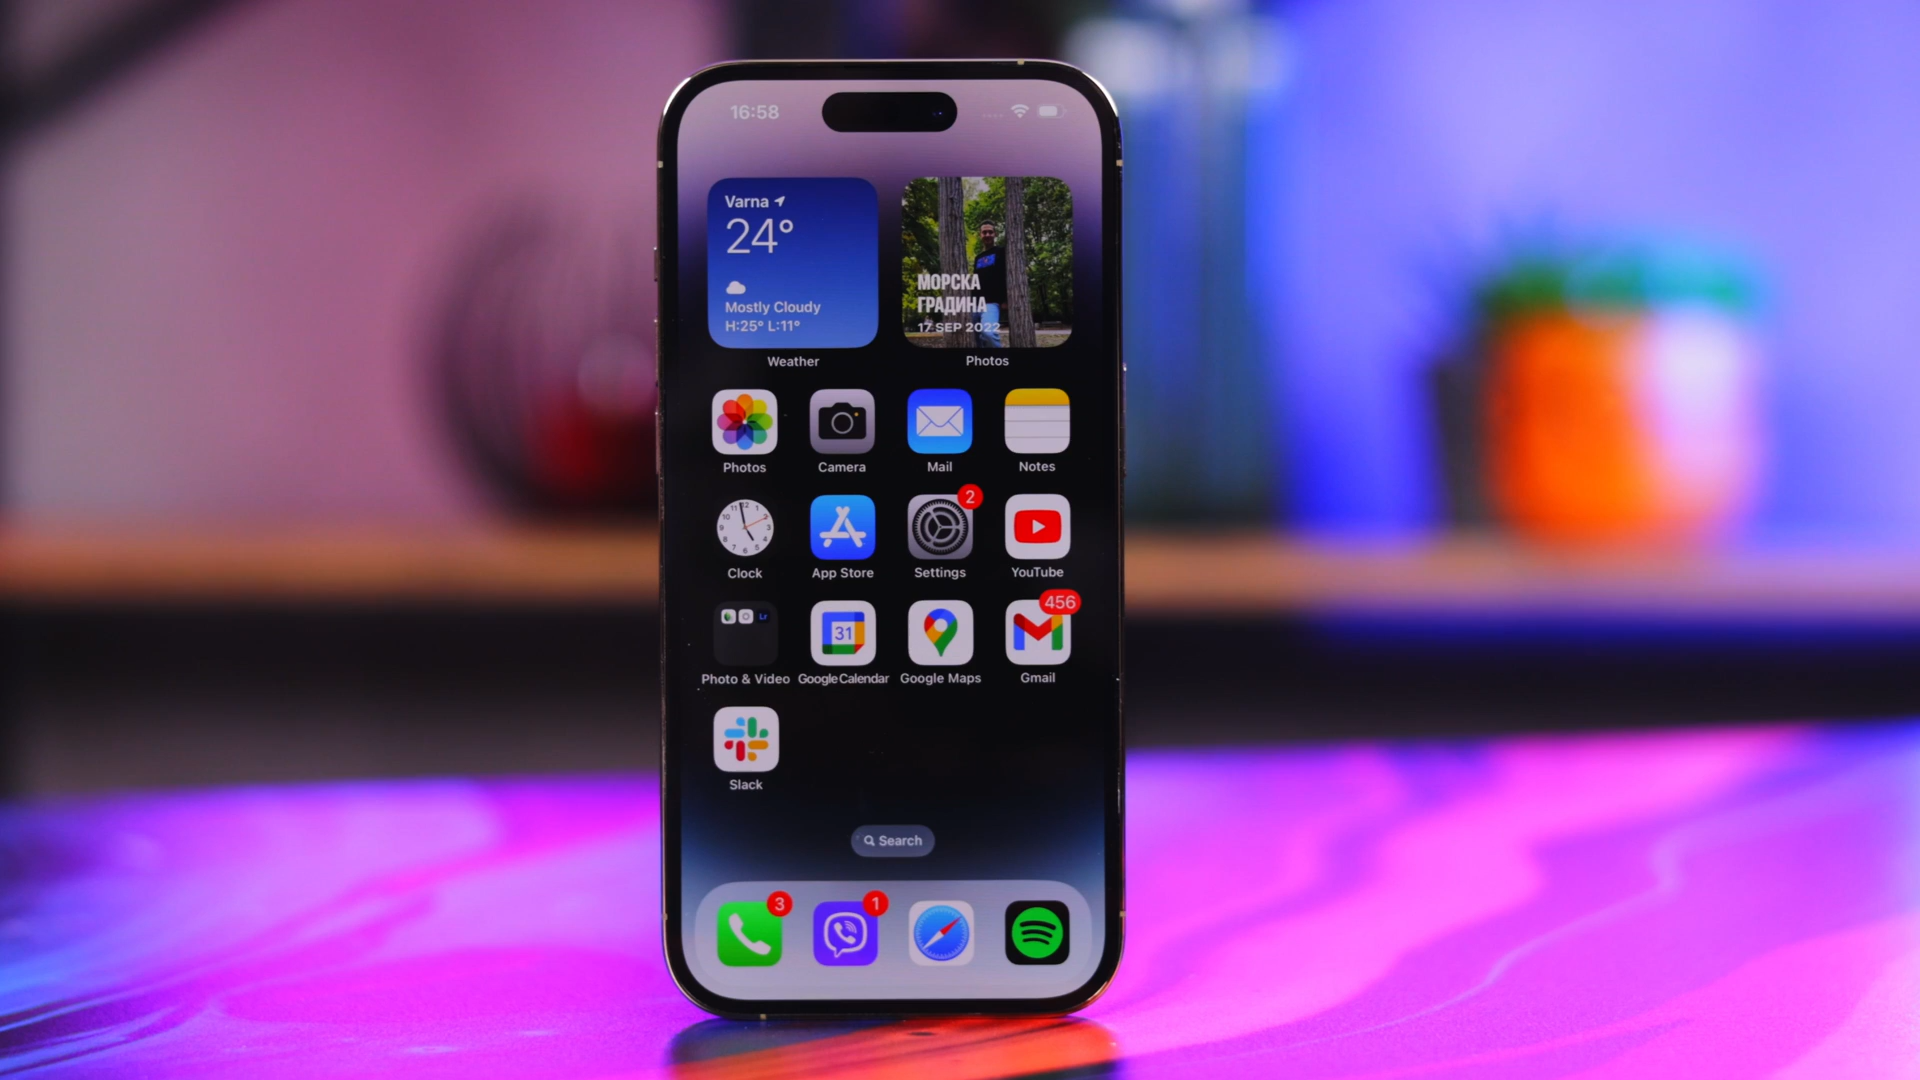 16:58
Varna
24°
Mostly Cloudy
H:25° L:11°
Weather
МОРСКА
ГРАДИНА
17 SEP 2022
Photos
Photos
Camera
Mail
Notes
Clock
App Store
2
Settings
YouTube
Lr
Photo & Video
31
Google Calendar
Google Maps
456
Gmail
Slack
Search
3
1